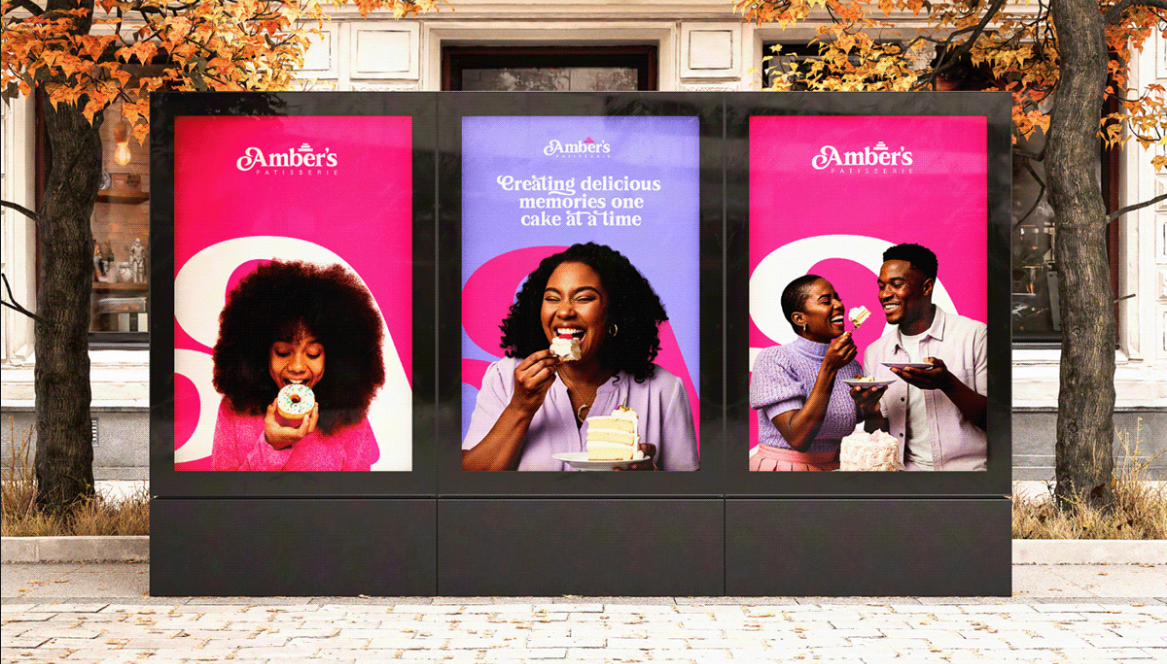 Amber's
PATISSERIE
Amber's
PATISSERIE
Creating delicious
memories one
cake at a time
Amber's
PATISSERIE